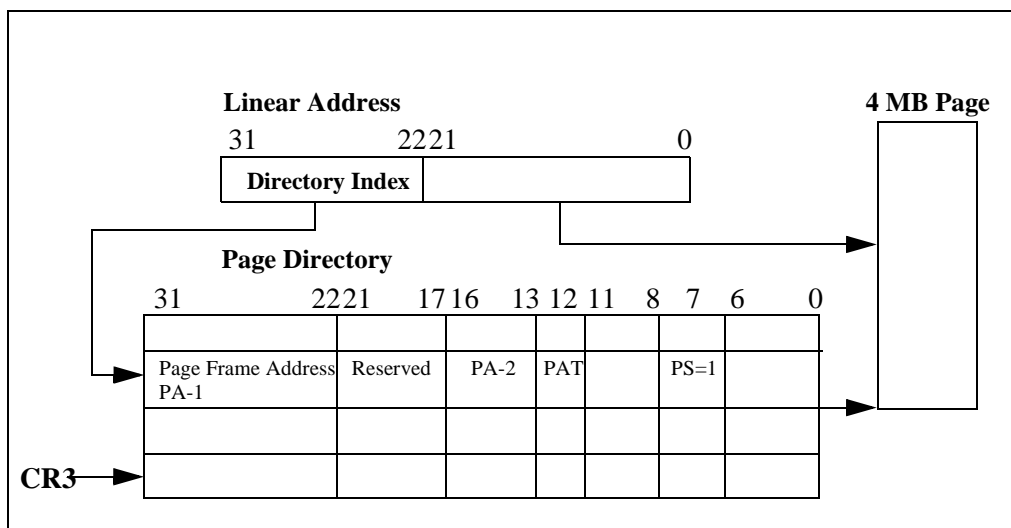 Linear Address 4 MB Page
31 2221 0
Directory Index
Page Directory
31 2221 17 16 13 12 11 8 7 6 0
Page Frame Address Reserved PA-2 PAT PS=1
PA-1
CR3